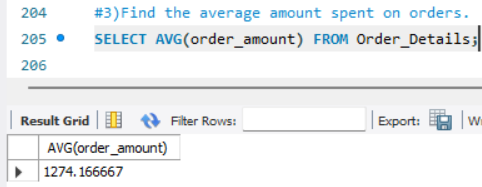 204 #3)Find the average amount spent on orders.
205 SELECT AVG(order_amount) FROM Order_Details;
206
Result Grid Filter Rows: Export: W
AVG(order_amount)
1274.166667